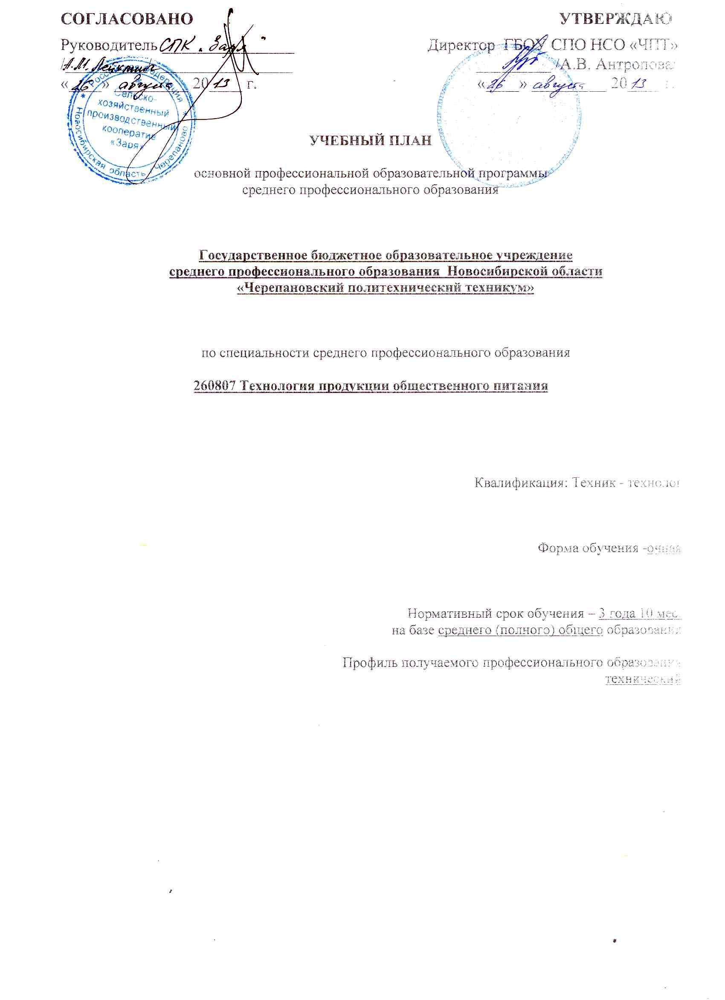 СОГЛАСОВАНО
Руководитель СПК "Заря"
/А.М. Лейкман/
«26» августа 2013 г.
УТВЕРЖДАЮ
Директор ГБОУ СПО НСО «ЧПТ»
/А.В. Антропова/
«26» августа 2013 г.
Российская Федерация
Новосибирская область г. Черепаново
Сельско-
хозяйственный
производственный
кооператив
«Заря»
УЧЕБНЫЙ ПЛАН
основной профессиональной образовательной программы
среднего профессионального образования
Государственное бюджетное образовательное учреждение
среднего профессионального образования Новосибирской области
«Черепановский политехнический техникум»
по специальности среднего профессионального образования
260807 Технология продукции общественного питания
Квалификация: Техник - технолог
Форма обучения -очная
Нормативный срок обучения – 3 года 10 мес.
на базе среднего (полного) общего образования
Профиль получаемого профессионального образования
технический